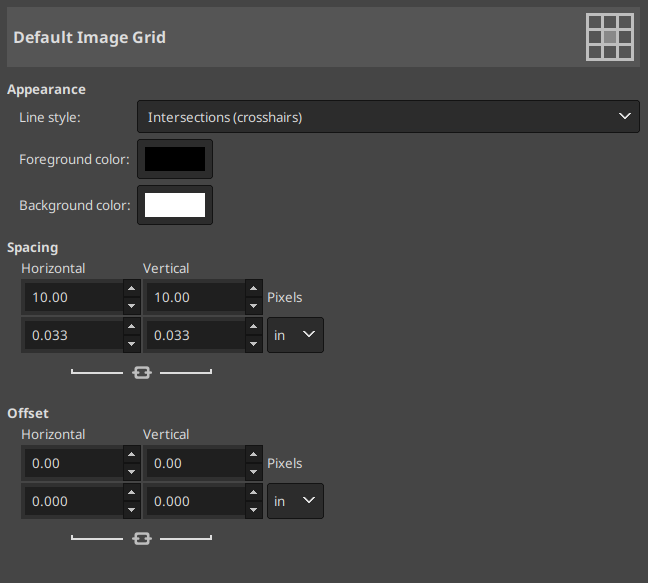 Default Image Grid
Appearance
Line style: Intersections (crosshairs)
Foreground color:
Background color:
Spacing
Horizontal Vertical
10.00 10.00 Pixels
0.033 0.033 in
Offset
Horizontal Vertical
0.00 0.00 Pixels
0.000 0.000 in